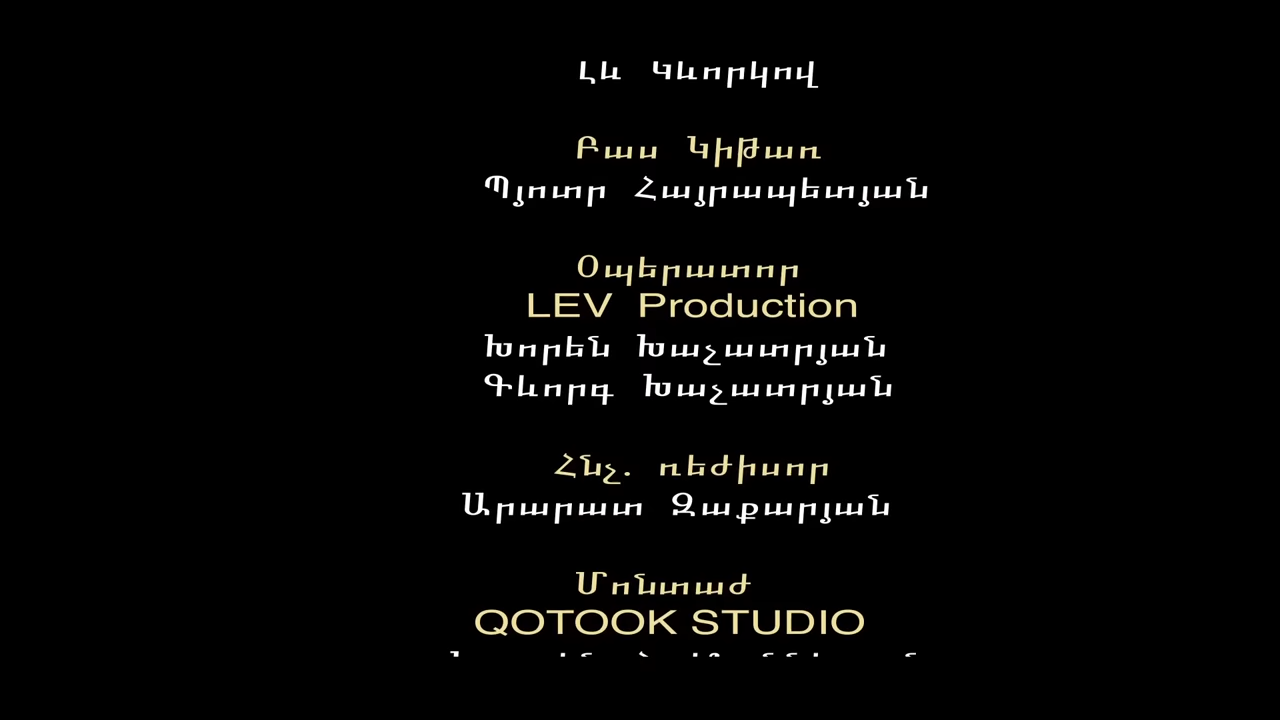 Լև Կևորկով
Բաս Կիթառ
Պյոտր Հայրապետյան
Օպերատոր
LEV Production
Խորեն Խաչատրյան
Գևորգ Խաչատրյան
Հնչ. ռեժիսոր
Արարատ Զաքարյան
Մոնտաժ
QOTOOK STUDIO